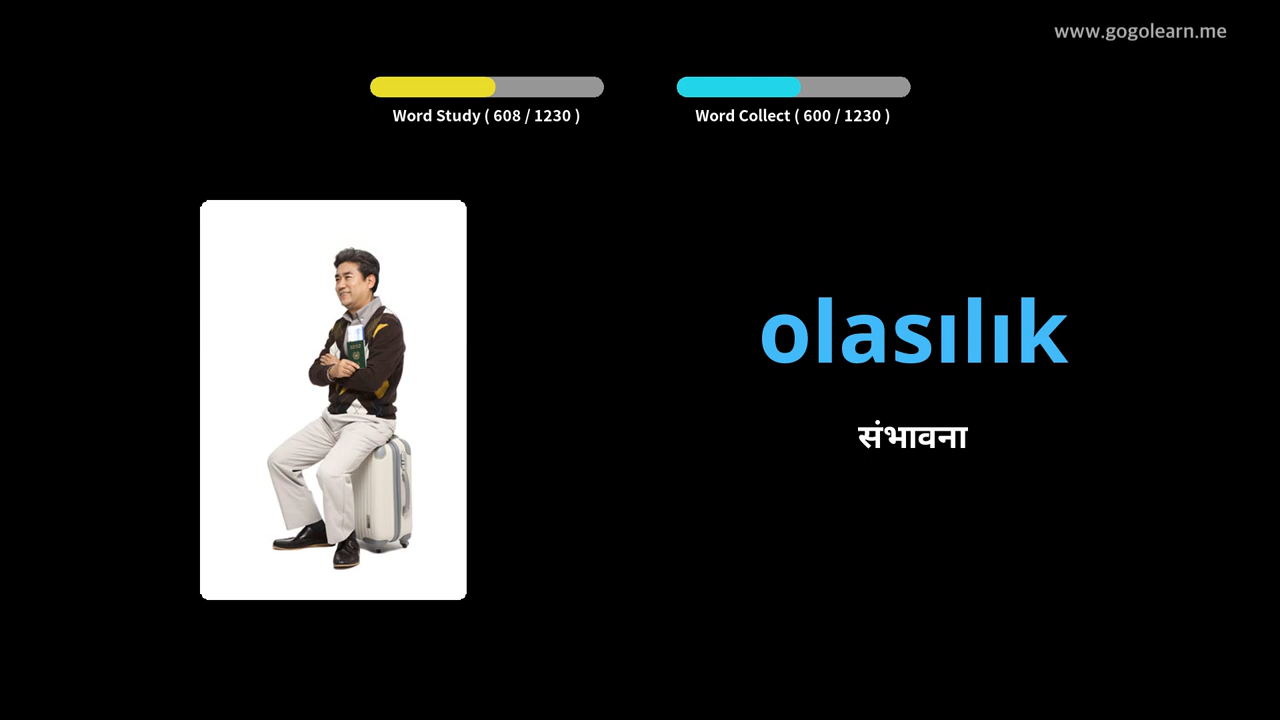 www.gogolearn.me
Word Study ( 608 / 1230 )
Word Collect ( 600 / 1230 )
olasılık
संभावना